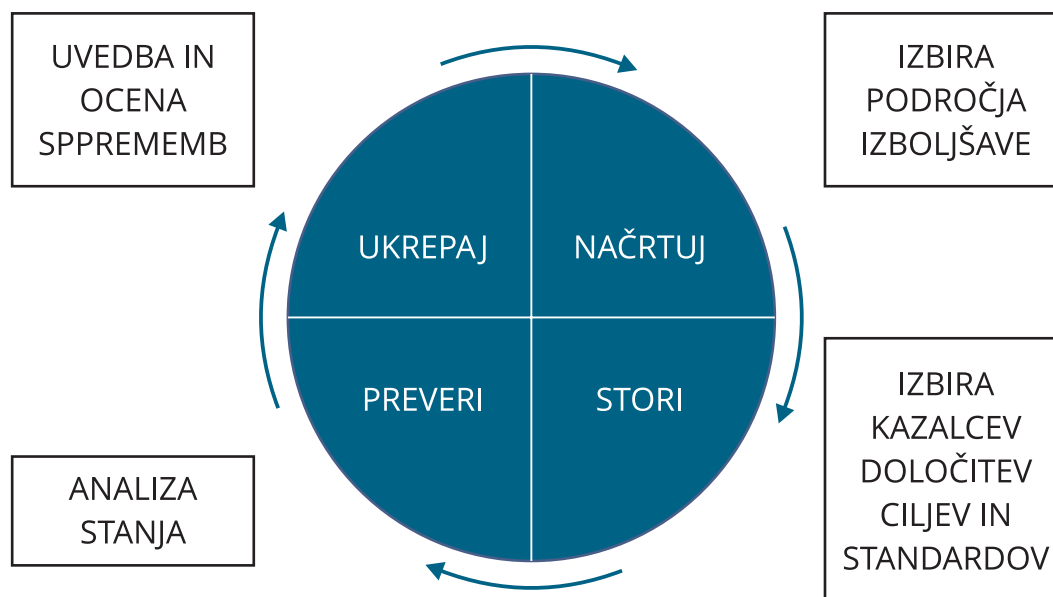 UVEDBA IN
OCENA
SPPREMEMB
IZBIRA
PODROČJA
IZBOLJŠAVE
UKREPAJ
NAČRTUJ
PREVERI
STORI
ANALIZA
STANJA
IZBIRA
KAZALCEV
DOLOČITEV
CILJEV IN
STANDARDOV